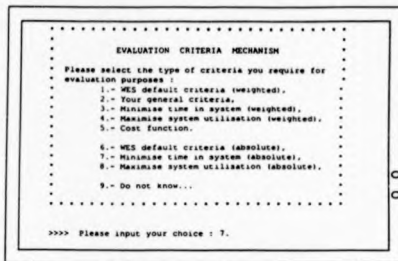 EVALUATION CRITERIA MECHANISM
Please select the type of criteria you require for
evaluation purposes :
1.- WES default criteria (weighted),
2.- Your general criteria,
3.- Minimise time in system (weighted),
4.- Maximise system utilisation (weighted),
5.- Cost function.
6.- WES default criteria (absolute),
7.- Minimise time in system (absolute),
8.- Maximise system utilisation (absolute),
9.- Do not know...
>>>> Please input your choice : 7.